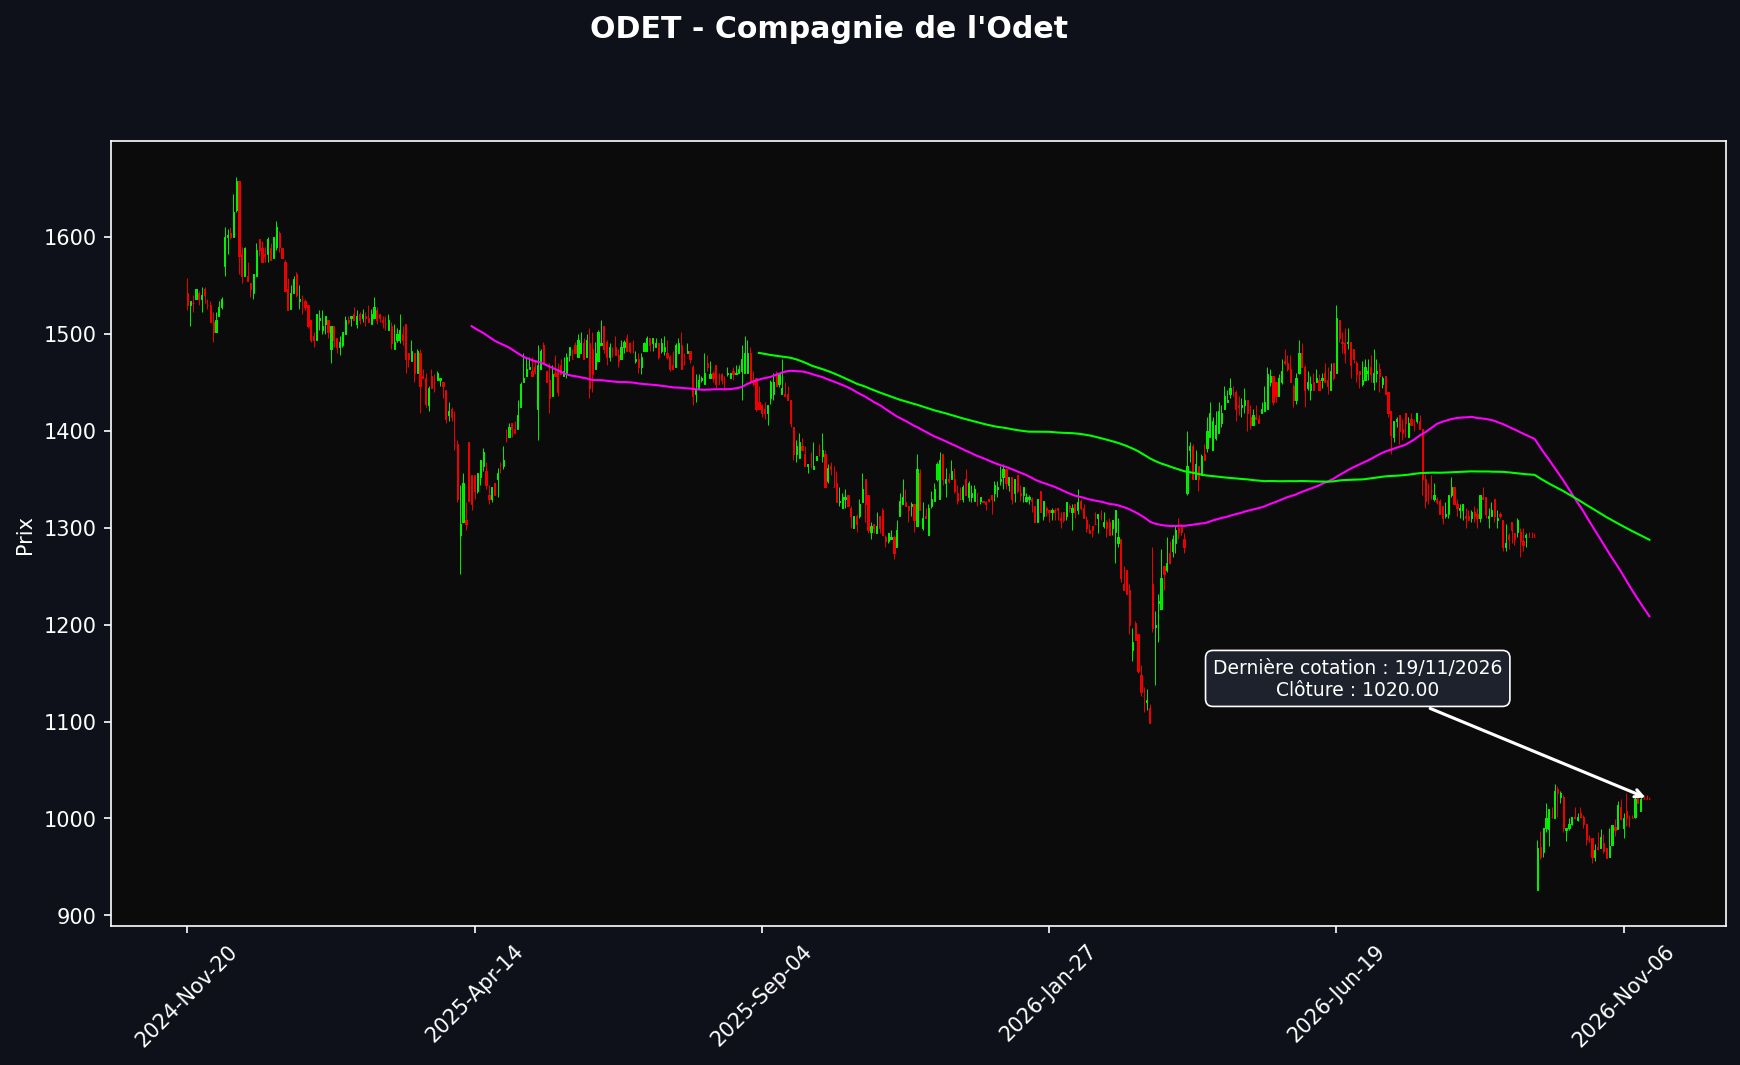 ODET - Compagnie de l'Odet
Prix
1600
1500
1400
1300
1200
1100
1000
900
Dernière cotation : 19/11/2026
Clôture : 1020.00
2024-Nov-20
2025-Apr-14
2025-Sep-04
2026-Jan-27
2026-Jun-19
2026-Nov-06